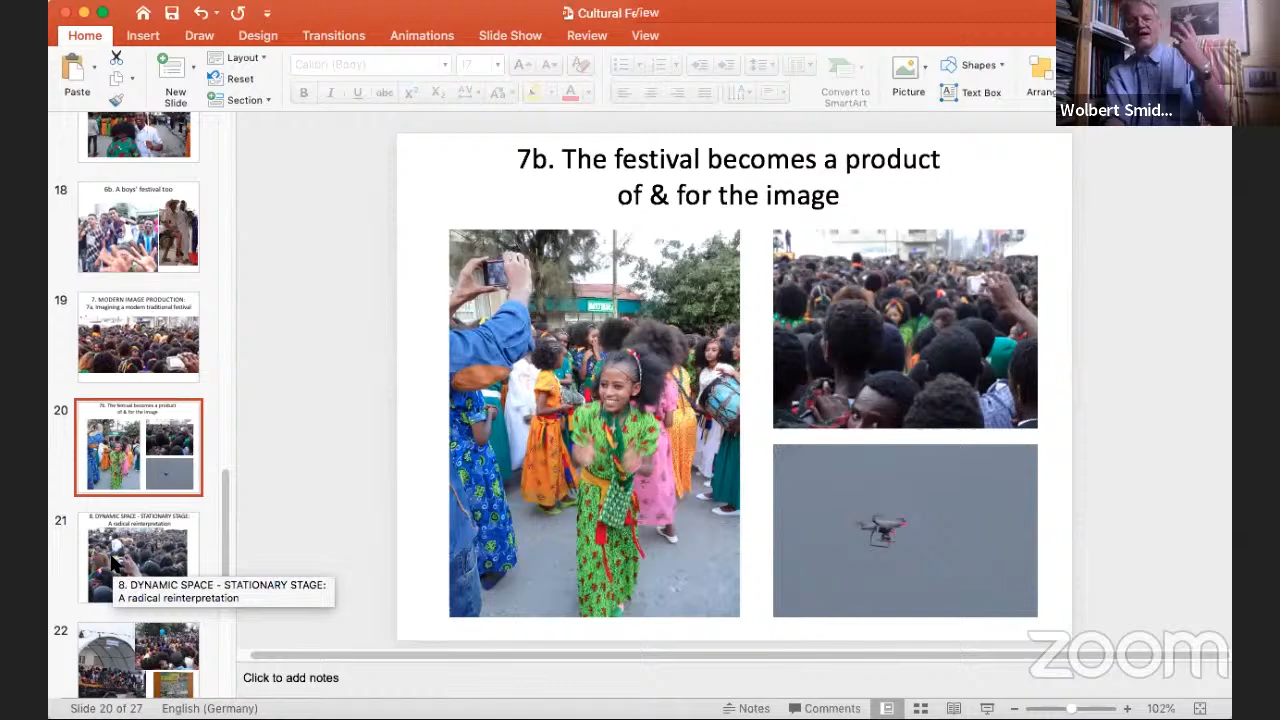 Cultural Fe/iew
Home Insert Draw Design Transitions Animations Slide Show Review View
Paste
New
Slide
Layout
Reset
Section
17
Convert to
SmartArt
Picture
Shapes
Text Box
Arrang
Wolbert Smid...
18
6b. A boys' festival too
19
7. MODERN IMAGE PRODUCTION:
7a. Imagining a modern traditional festival
20
7b. The festival becomes a product
of & for the image
21
8. DYNAMIC SPACE - STATIONARY STAGE:
A radical reinterpretation
8. DYNAMIC SPACE - STATIONARY STAGE:
A radical reinterpretation
22
7b. The festival becomes a product
of & for the image
zoom
Click to add notes
Slide 20 of 27 English (Germany) Notes Comments 102%